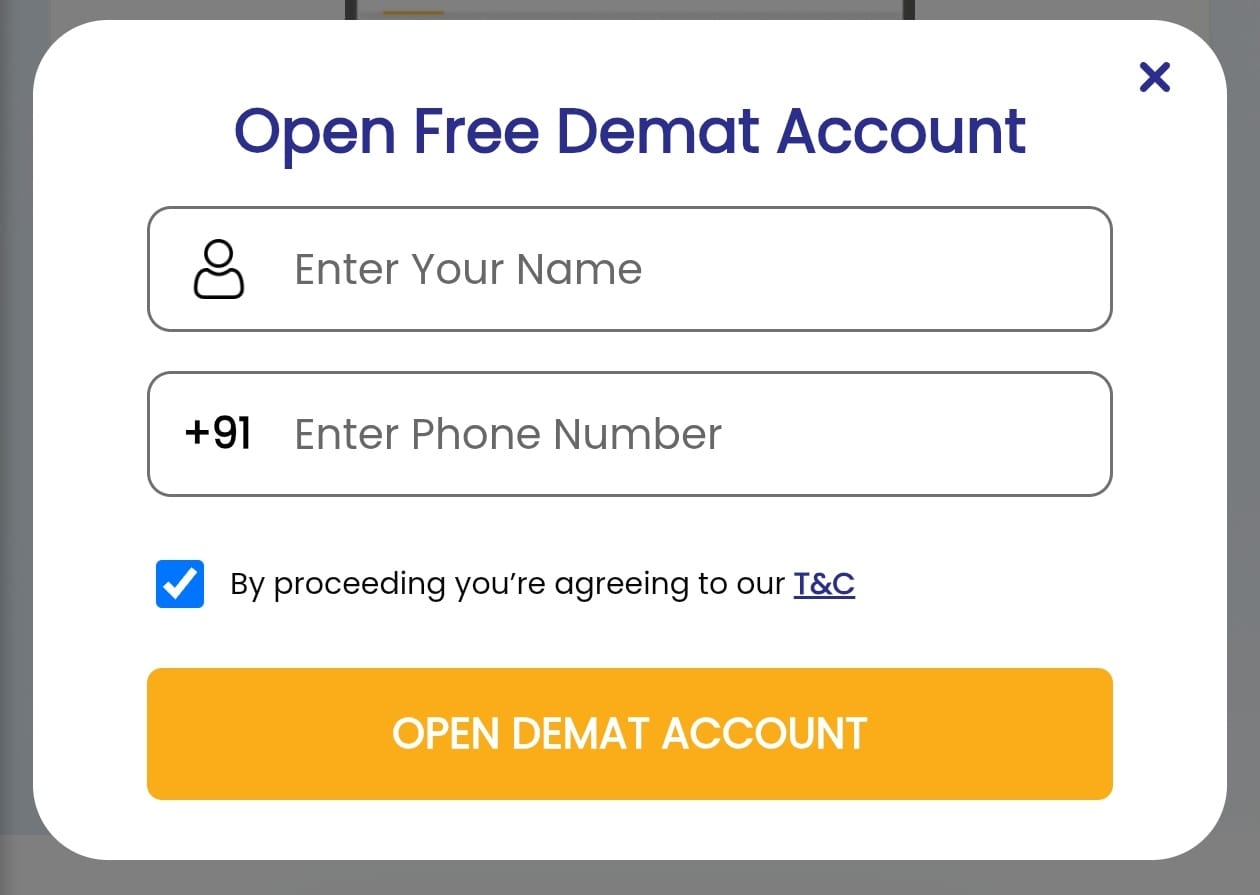 Open Free Demat Account
Enter Your Name
+91 Enter Phone Number
By proceeding you’re agreeing to our T&C
OPEN DEMAT ACCOUNT